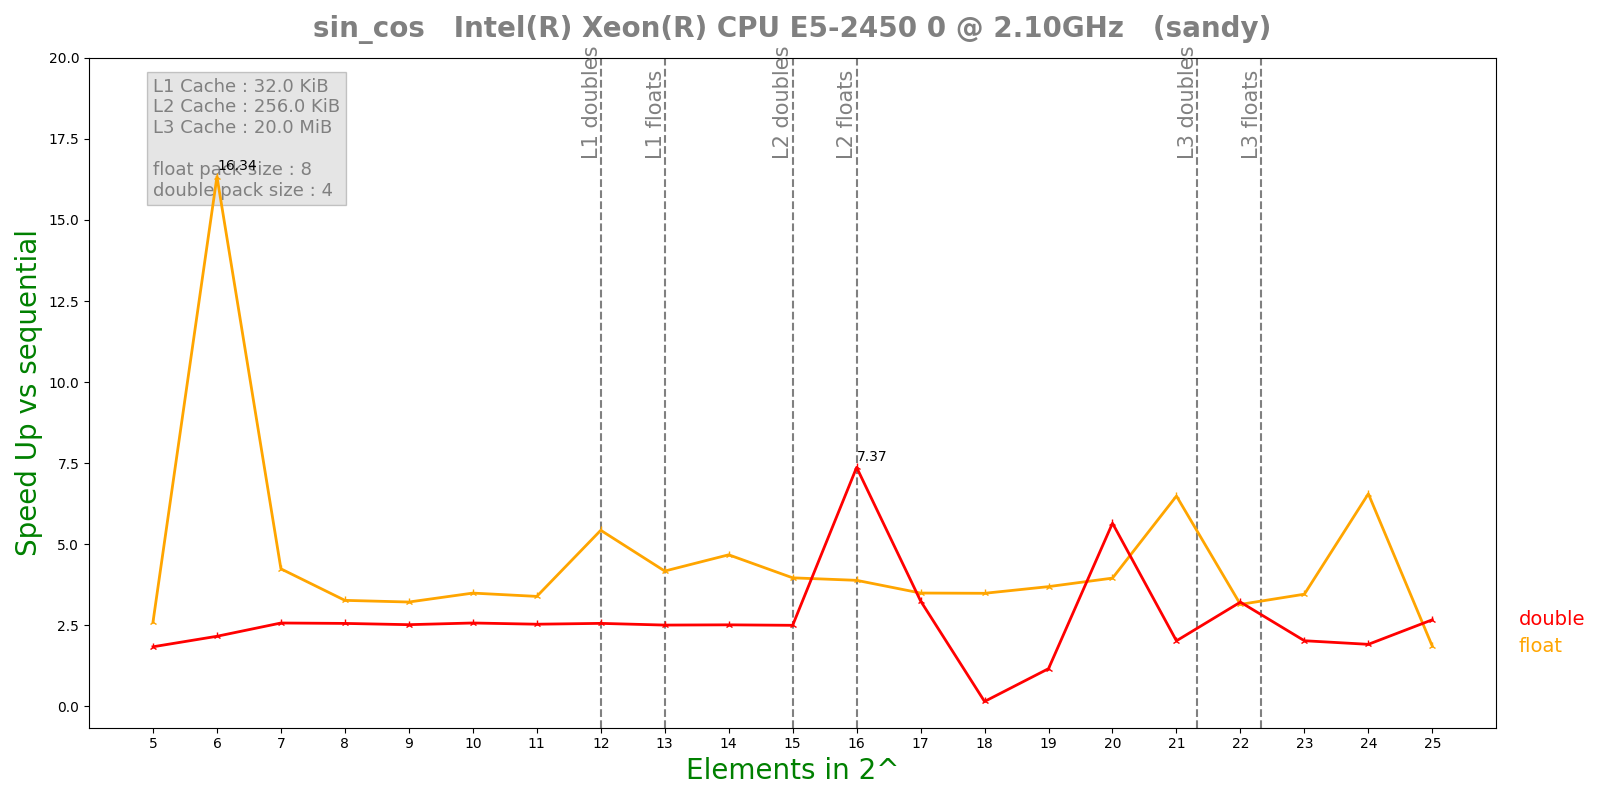 sin_cos   Intel(R) Xeon(R) CPU E5-2450 0 @ 2.10GHz   (sandy)
L1 Cache : 32.0 KiB
L2 Cache : 256.0 KiB
L3 Cache : 20.0 MiB
float pack size : 8
double pack size : 4
16.34
7.37
L1 doubles
L1 floats
L2 doubles
L2 floats
L3 doubles
L3 floats
Speed Up vs sequential
20.0
17.5
15.0
12.5
10.0
7.5
5.0
2.5
0.0
double
float
5 6 7 8 9 10 11 12 13 14 15 16 17 18 19 20 21 22 23 24 25
Elements in 2^